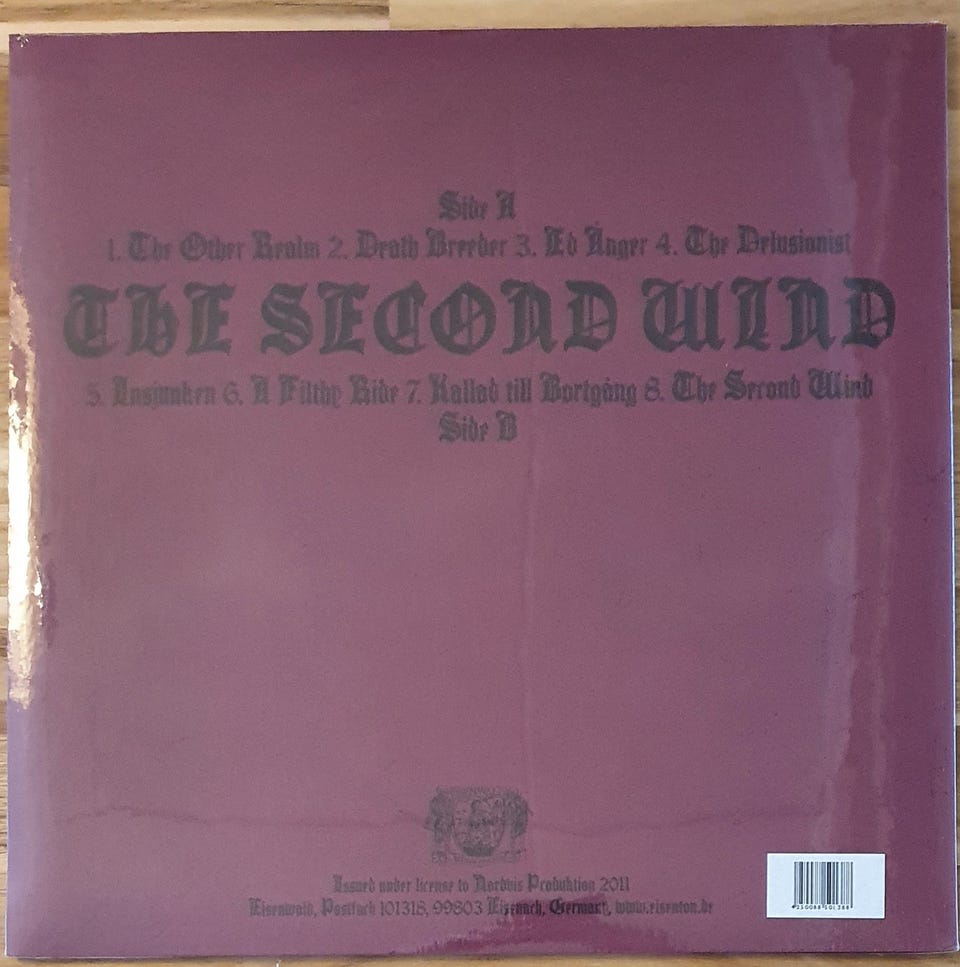 Side A
1. The Other Realm 2. Death Breeder 3. Ed Anger 4. The Delusionist
THE SECOND WIND
5. Insjunken 6. A Filthy Ride 7. Kallad till Bortgång 8. The Second Wind
Side B
Issued under license to Nordvis Produktion 2011
Eisenwald, Postfach 101318, 99803 Eisenach, Germany, www.eisenton.de